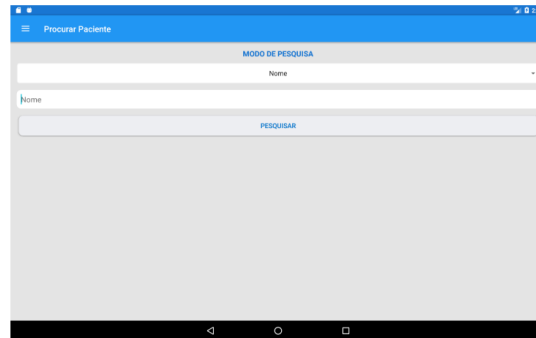 Procurar Paciente
MODO DE PESQUISA
Nome
Nome
PESQUISAR